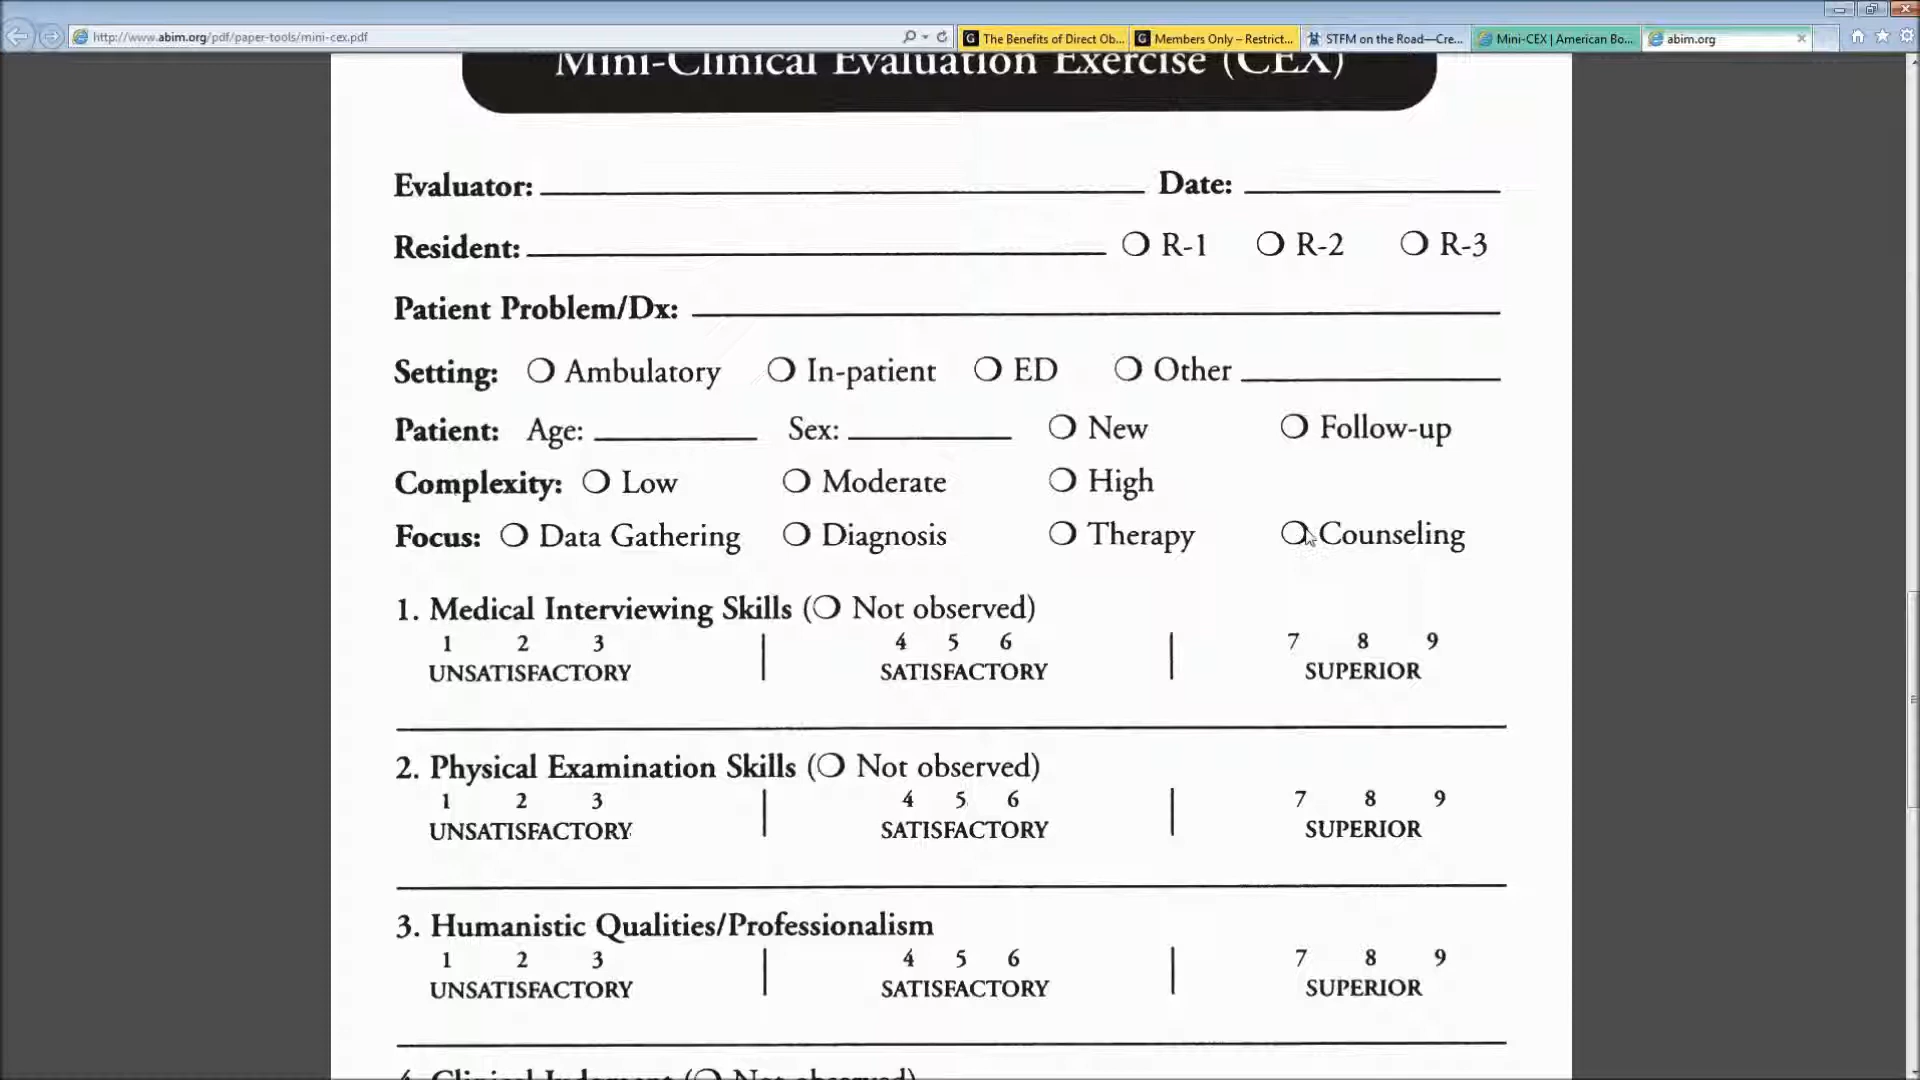 http://www.abim.org/pdf/paper-tools/mini-cex.pdf
The Benefits of Direct Ob...
Members Only – Restrict...
STFM on the Road—Cre...
Mini-CEX | American Bo...
abim.org
Mini-Clinical Evaluation Exercise (CEX)
Evaluator: Date:
Resident: R-1 R-2 R-3
Patient Problem/Dx:
Setting: Ambulatory In-patient ED Other
Patient: Age: Sex: New Follow-up
Complexity: Low Moderate High
Focus: Data Gathering Diagnosis Therapy Counseling
1. Medical Interviewing Skills ( Not observed)
1 2 3 | 4 5 6 | 7 8 9
UNSATISFACTORY SATISFACTORY SUPERIOR
2. Physical Examination Skills ( Not observed)
1 2 3 | 4 5 6 | 7 8 9
UNSATISFACTORY SATISFACTORY SUPERIOR
3. Humanistic Qualities/Professionalism
1 2 3 | 4 5 6 | 7 8 9
UNSATISFACTORY SATISFACTORY SUPERIOR
4. Clinical Judgment ( Not observed)